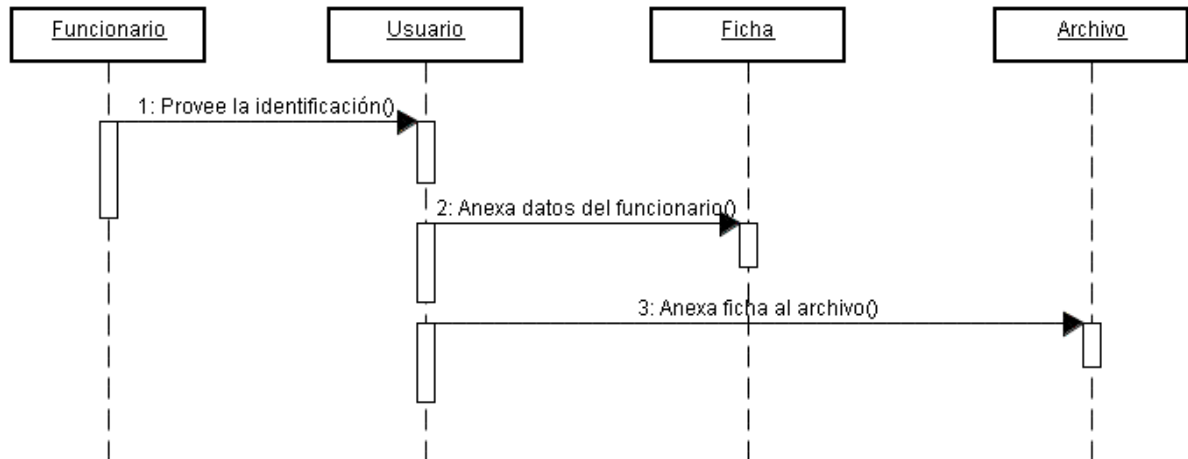 Funcionario
Usuario
Ficha
Archivo
1: Provee la identificación()
2: Anexa datos del funcionario()
3: Anexa ficha al archivo()